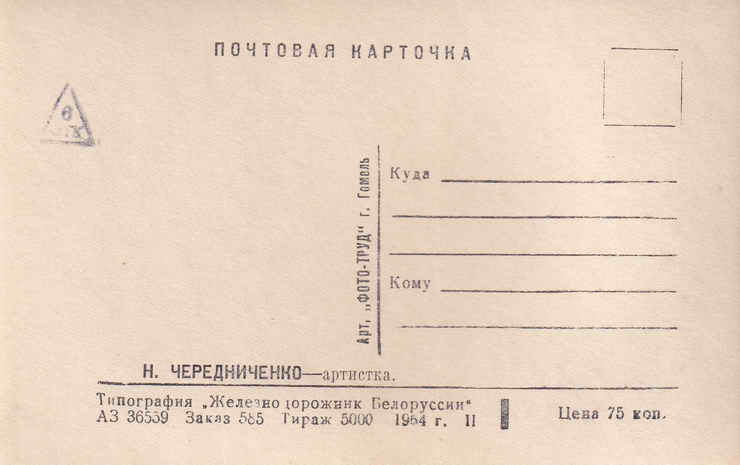 ПОЧТОВАЯ КАРТОЧКА
6
Арт. „ФОТО-ТРУД“ г. Гомель
Куда
Кому
Н. ЧЕРЕДНИЧЕНКО—артистка.
Типография „Железнодорожник Белоруссии“
АЗ 36559 Заказ 585 Тираж 5000 1954 г. II
Цена 75 коп.